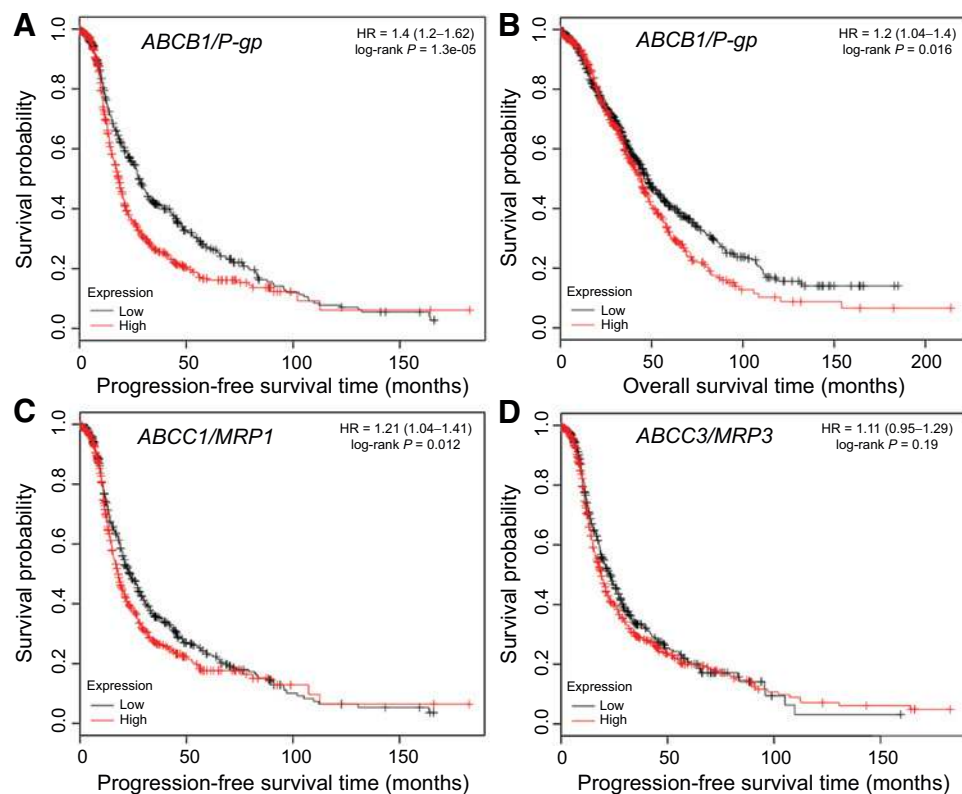 A
ABCB1/P-gp
HR = 1.4 (1.2–1.62)
log-rank P = 1.3e-05
Survival probability
1.0
0.8
0.6
0.4
0.2
0.0
Expression
Low
High
0 50 100 150
Progression-free survival time (months)
B
ABCB1/P-gp
HR = 1.2 (1.04–1.4)
log-rank P = 0.016
Survival probability
1.0
0.8
0.6
0.4
0.2
0.0
Expression
Low
High
0 50 100 150 200
Overall survival time (months)
C
ABCC1/MRP1
HR = 1.21 (1.04–1.41)
log-rank P = 0.012
Survival probability
1.0
0.8
0.6
0.4
0.2
0.0
Expression
Low
High
0 50 100 150
Progression-free survival time (months)
D
ABCC3/MRP3
HR = 1.11 (0.95–1.29)
log-rank P = 0.19
Survival probability
1.0
0.8
0.6
0.4
0.2
0.0
Expression
Low
High
0 50 100 150
Progression-free survival time (months)